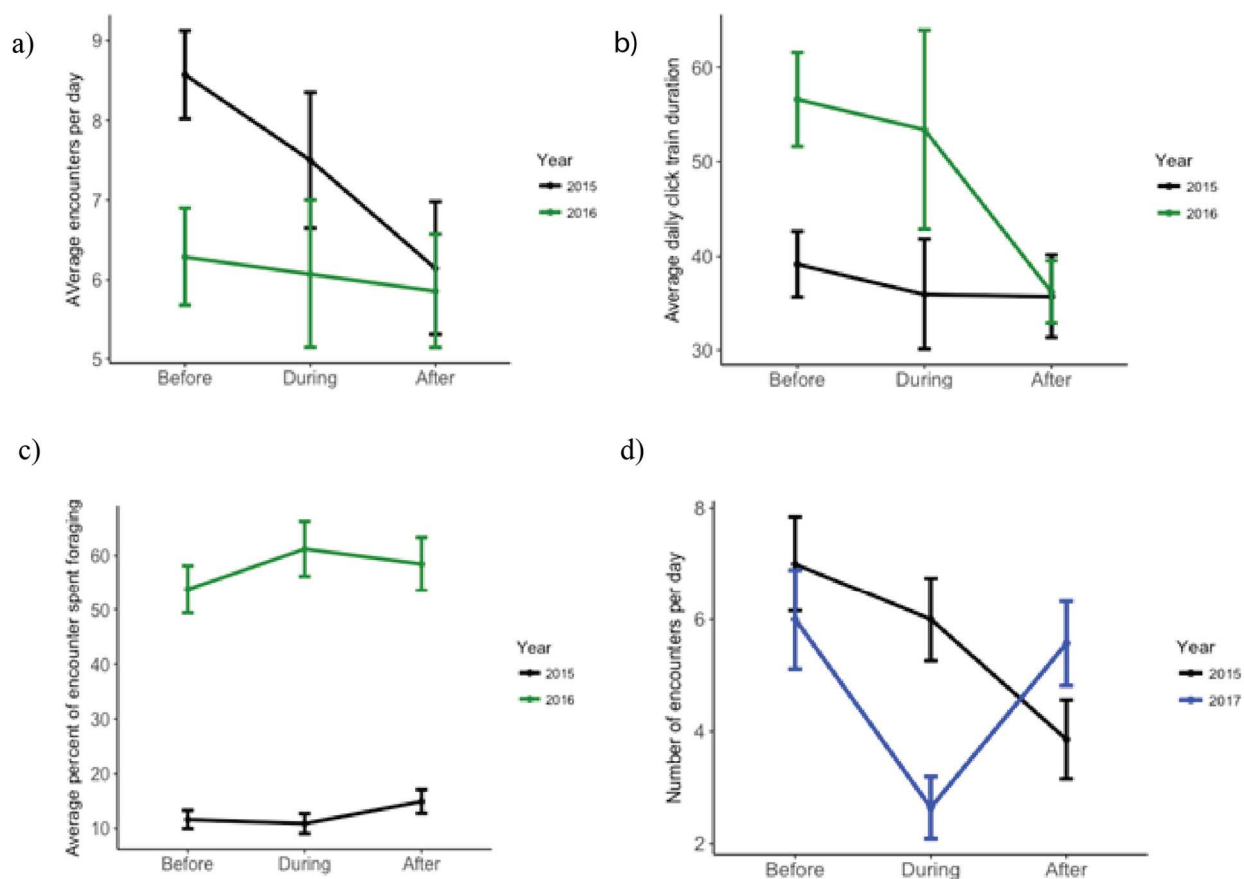 a)
AVerage encounters per day
9
8
7
6
5
Before During After
Year
2015
2016
b)
Average daily click train duration
60
50
40
30
Before During After
Year
2015
2016
c)
Average percent of encounter spent foraging
60
50
40
30
20
10
Before During After
Year
2015
2016
d)
Number of encounters per day
8
6
4
2
Before During After
Year
2015
2017